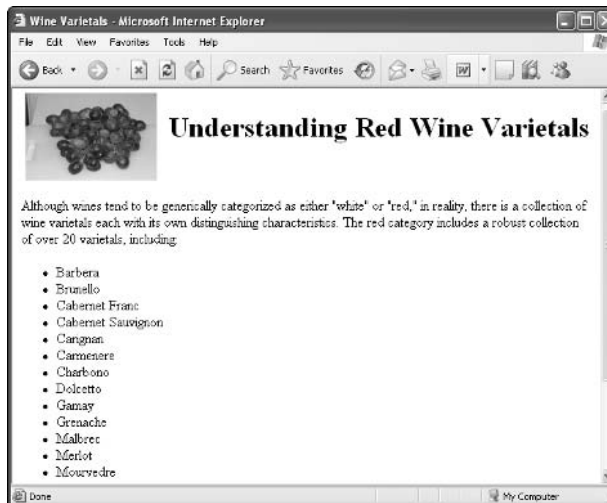 Wine Varietals - Microsoft Internet Explorer
File Edit View Favorites Tools Help
Back Search Favorites W
Understanding Red Wine Varietals
Although wines tend to be generically categorized as either "white" or "red," in reality, there is a collection of
wine varietals each with its own distinguishing characteristics. The red category includes a robust collection
of over 20 varietals, including:
• Barbera
• Brunello
• Cabernet Franc
• Cabernet Sauvignon
• Carignan
• Carmenere
• Charbono
• Dolcetto
• Gamay
• Grenache
• Malbrec
• Merlot
• Mourvedre
Done My Computer